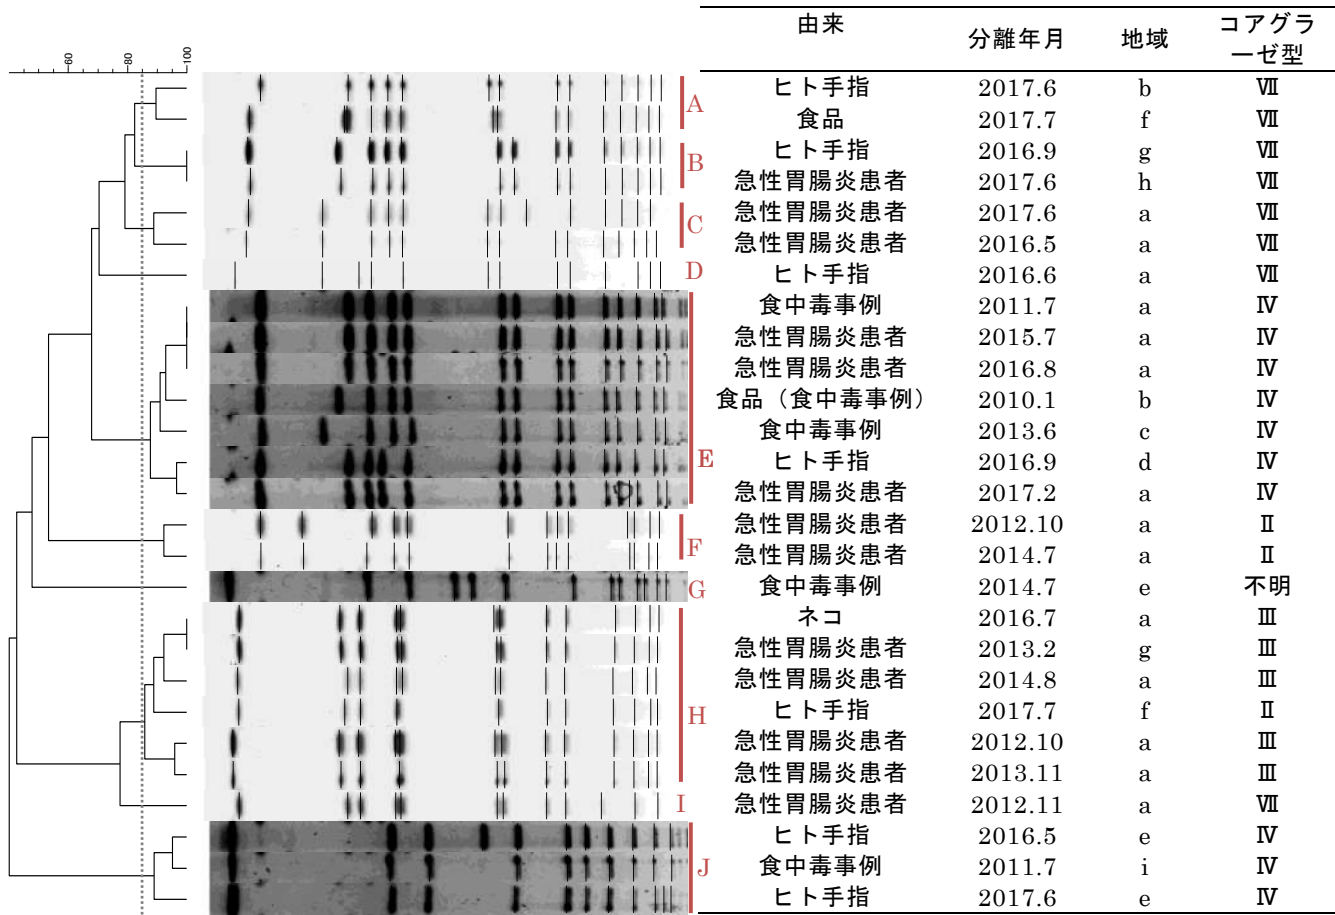 60
80
100
由来 分離年月 地域 コアグラ
ーゼ型
ヒト手指 2017.6 b Ⅶ
A
食品 2017.7 f Ⅶ
ヒト手指 2016.9 g Ⅶ
B
急性胃腸炎患者 2017.6 h Ⅶ
急性胃腸炎患者 2017.6 a Ⅶ
C
急性胃腸炎患者 2016.5 a Ⅶ
D ヒト手指 2016.6 a Ⅶ
食中毒事例 2011.7 a Ⅳ
急性胃腸炎患者 2015.7 a Ⅳ
急性胃腸炎患者 2016.8 a Ⅳ
食品（食中毒事例） 2010.1 b Ⅳ
食中毒事例 2013.6 c Ⅳ
E ヒト手指 2016.9 d Ⅳ
急性胃腸炎患者 2017.2 a Ⅳ
急性胃腸炎患者 2012.10 a Ⅱ
F
急性胃腸炎患者 2014.7 a Ⅱ
G 食中毒事例 2014.7 e 不明
ネコ 2016.7 a Ⅲ
急性胃腸炎患者 2013.2 g Ⅲ
急性胃腸炎患者 2014.8 a Ⅲ
H ヒト手指 2017.7 f Ⅱ
急性胃腸炎患者 2012.10 a Ⅲ
急性胃腸炎患者 2013.11 a Ⅲ
I 急性胃腸炎患者 2012.11 a Ⅶ
ヒト手指 2016.5 e Ⅳ
J 食中毒事例 2011.7 i Ⅳ
ヒト手指 2017.6 e Ⅳ